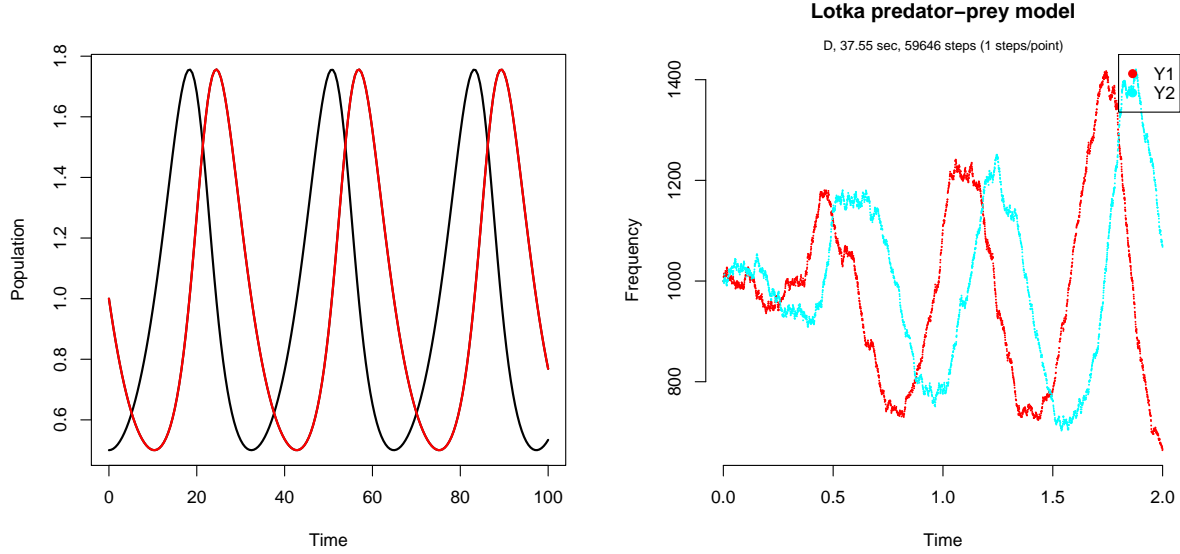 Population
0.6
0.8
1.0
1.2
1.4
1.6
1.8
0 20 40 60 80 100
Time
Lotka predator−prey model
D, 37.55 sec, 59646 steps (1 steps/point)
Y1
Y2
Frequency
800
1000
1200
1400
0.0 0.5 1.0 1.5 2.0
Time